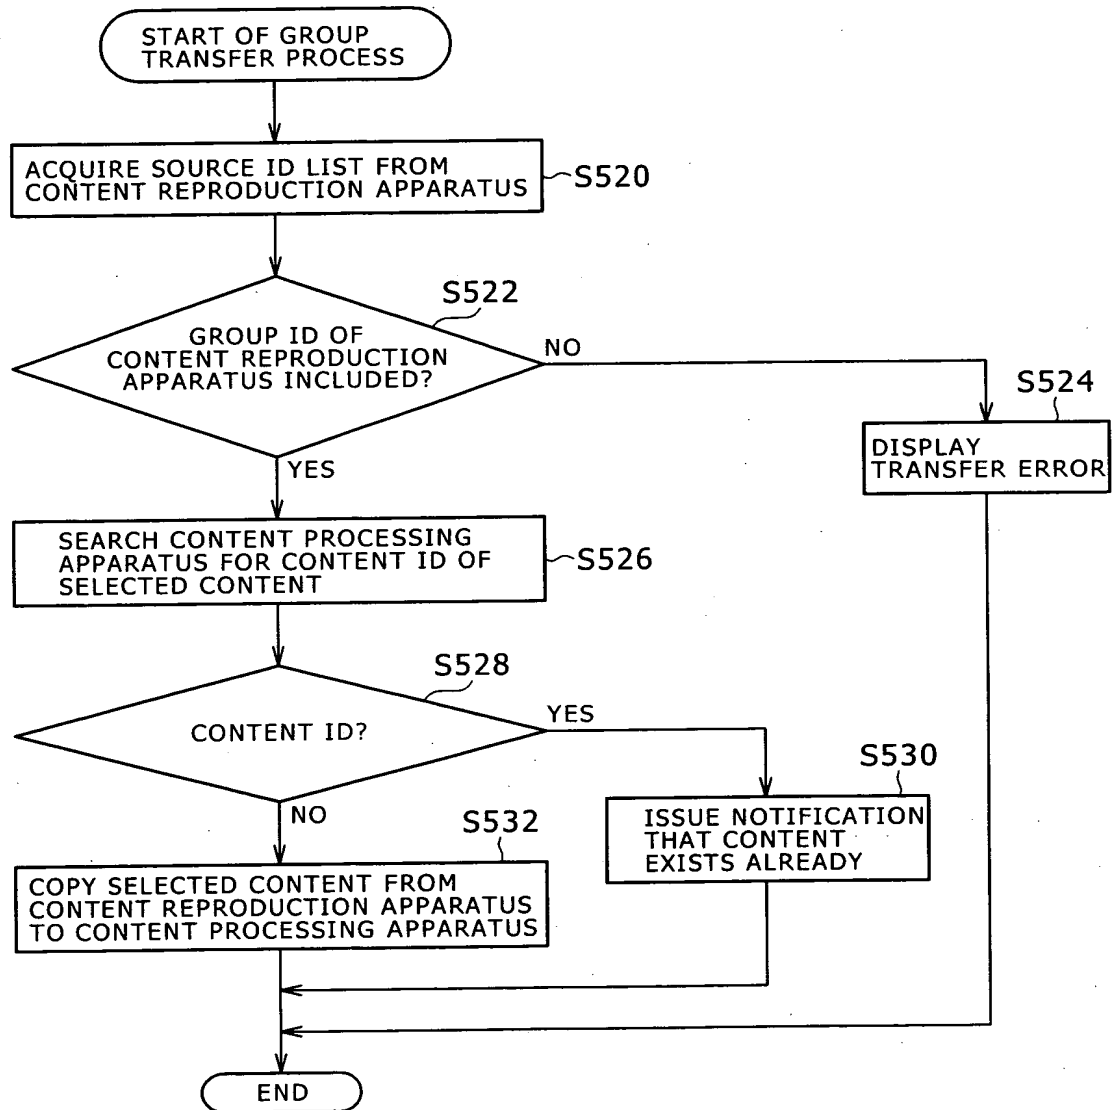 START OF GROUP
TRANSFER PROCESS
ACQUIRE SOURCE ID LIST FROM
CONTENT REPRODUCTION APPARATUS
S520
S522
GROUP ID OF
CONTENT REPRODUCTION
APPARATUS INCLUDED?
NO
S524
DISPLAY
TRANSFER ERROR
YES
SEARCH CONTENT PROCESSING
APPARATUS FOR CONTENT ID OF
SELECTED CONTENT
S526
S528
CONTENT ID?
YES
S530
ISSUE NOTIFICATION
THAT CONTENT
EXISTS ALREADY
NO
S532
COPY SELECTED CONTENT FROM
CONTENT REPRODUCTION APPARATUS
TO CONTENT PROCESSING APPARATUS
END